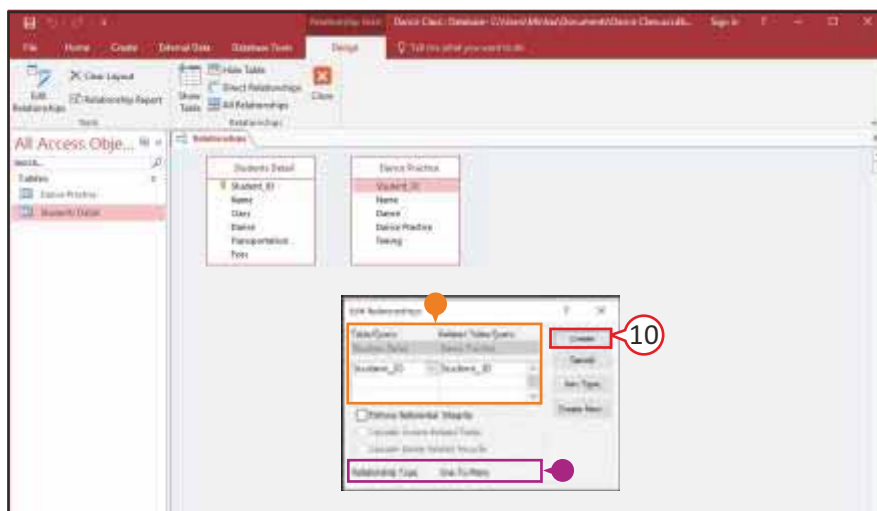 Relationship Tools
Dance Class : Database- C:\Users\
Sign in
File Home Create External Data Database Tools Design Tell me what you want to do
Edit Relationships
Clear Layout
Relationship Report
Tools
Show Table
Hide Table
Direct Relationships
All Relationships
Relationships
Close
All Access Obje...
Relationships
Tables
Dance Practice
Students Detail
Students Detail
Student_ID
Name
Class
Dance
Transportation
Fees
Dance Practice
Student_ID
Name
Dance
Dance Practice
Timing
Edit Relationships
? ×
Table/Query: Related Table/Query:
Students Detail Dance Practice
Student_ID Student_ID
Create
10
Cancel
Join Type..
Create New..
Enforce Referential Integrity
Cascade Update Related Fields
Cascade Delete Related Records
Relationship Type: One-To-Many